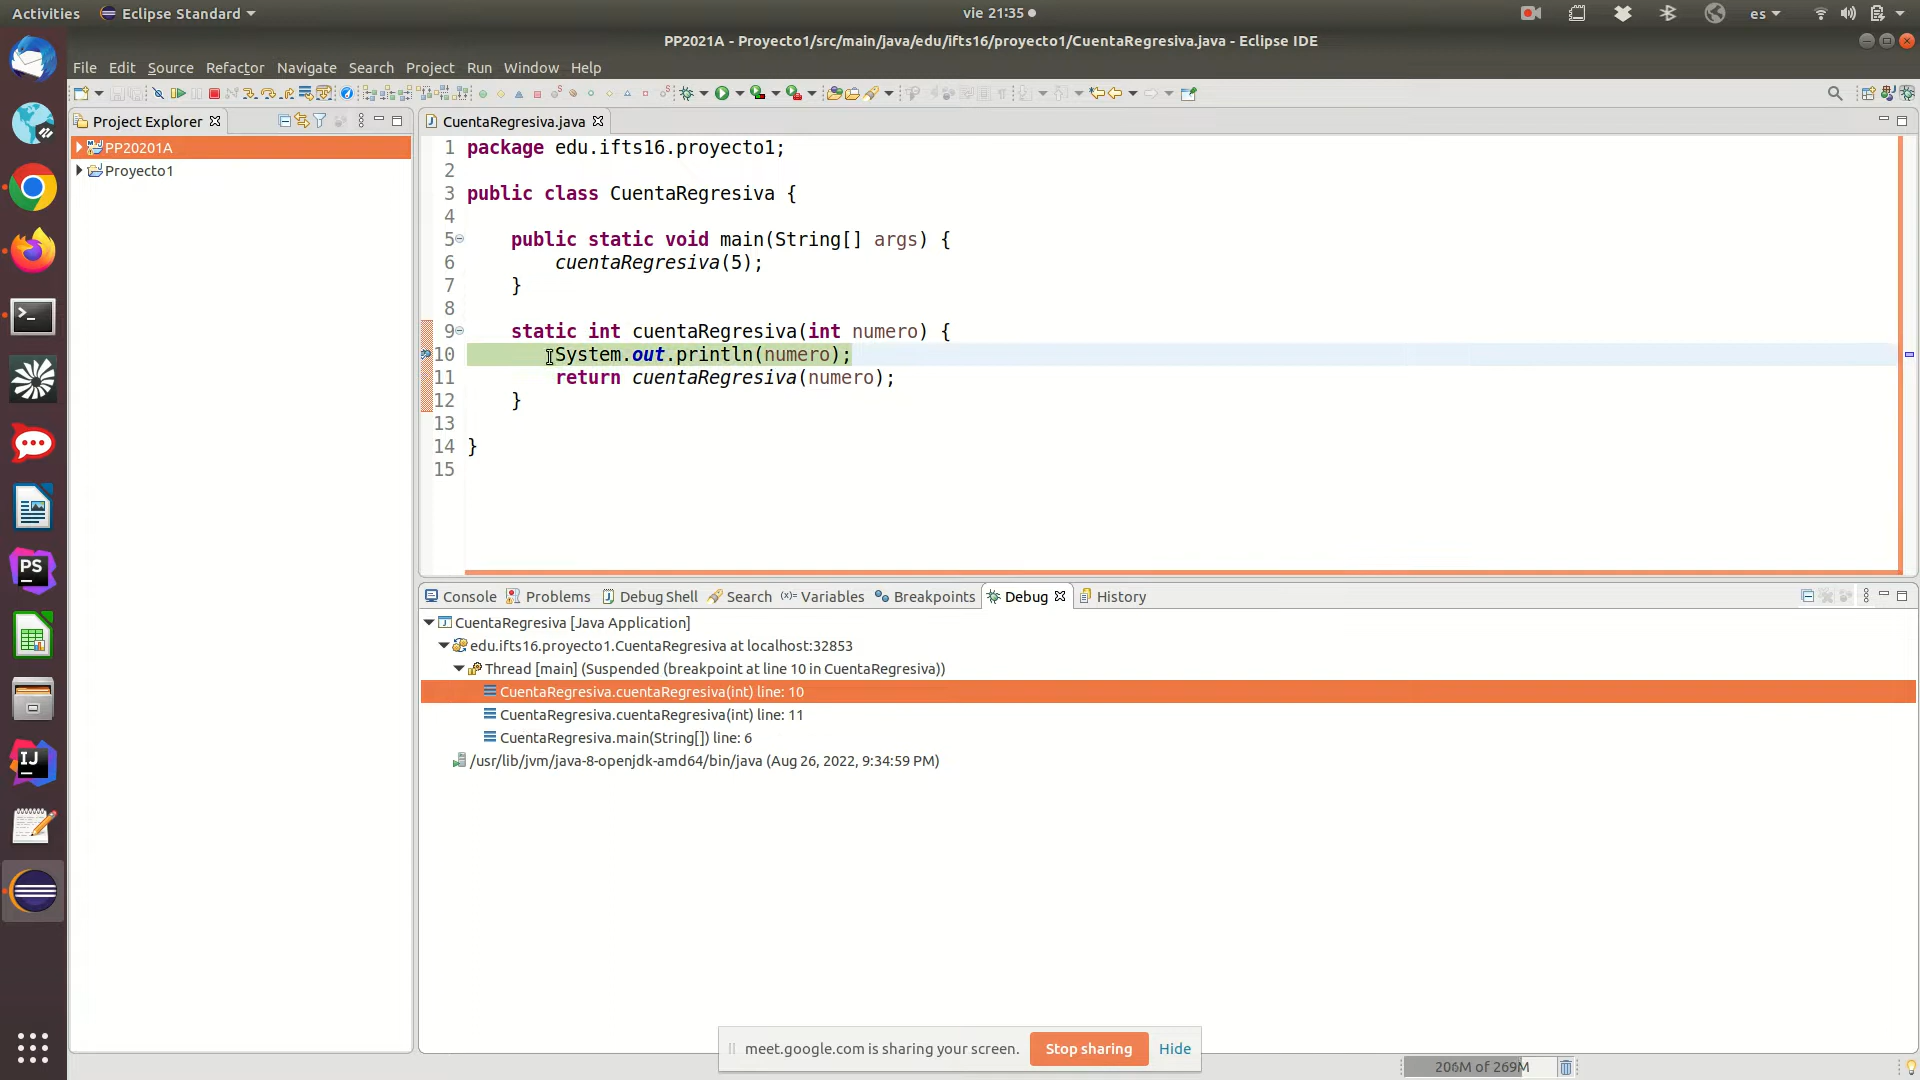 Activities
Eclipse Standard
vie 21:35
es
PP2021A - Proyecto1/src/main/java/edu/ifts16/proyecto1/CuentaRegresiva.java - Eclipse IDE
File Edit Source Refactor Navigate Search Project Run Window Help
Project Explorer
PP20201A
Proyecto1
CuentaRegresiva.java
1 package edu.ifts16.proyecto1;
2
3 public class CuentaRegresiva {
4
5 public static void main(String[] args) {
6 cuentaRegresiva(5);
7 }
8
9 static int cuentaRegresiva(int numero) {
10 System.out.println(numero);
11 return cuentaRegresiva(numero);
12 }
13
14 }
15
Console Problems Debug Shell Search Variables Breakpoints Debug History
CuentaRegresiva [Java Application]
edu.ifts16.proyecto1.CuentaRegresiva at localhost:32853
Thread [main] (Suspended (breakpoint at line 10 in CuentaRegresiva))
CuentaRegresiva.cuentaRegresiva(int) line: 10
CuentaRegresiva.cuentaRegresiva(int) line: 11
CuentaRegresiva.main(String[]) line: 6
/usr/lib/jvm/java-8-openjdk-amd64/bin/java (Aug 26, 2022, 9:34:59 PM)
PS
IJ
meet.google.com is sharing your screen. Stop sharing Hide
206M of 269M